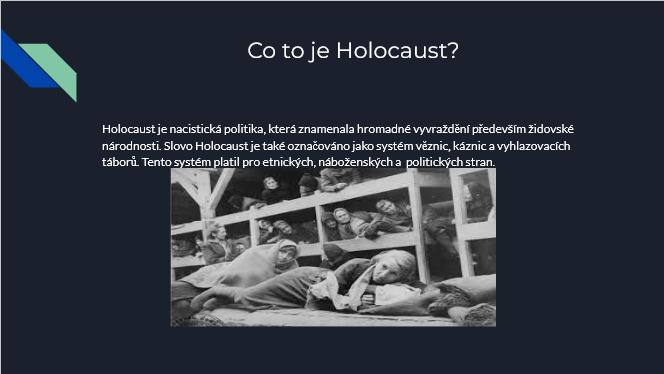 Co to je Holocaust?
Holocaust je nacistická politika, která znamenala hromadné vyvraždění především židovské
národnosti. Slovo Holocaust je také označováno jako systém věznic, káznic a vyhlazovacích
táborů. Tento systém platil pro etnických, náboženských a politických stran.